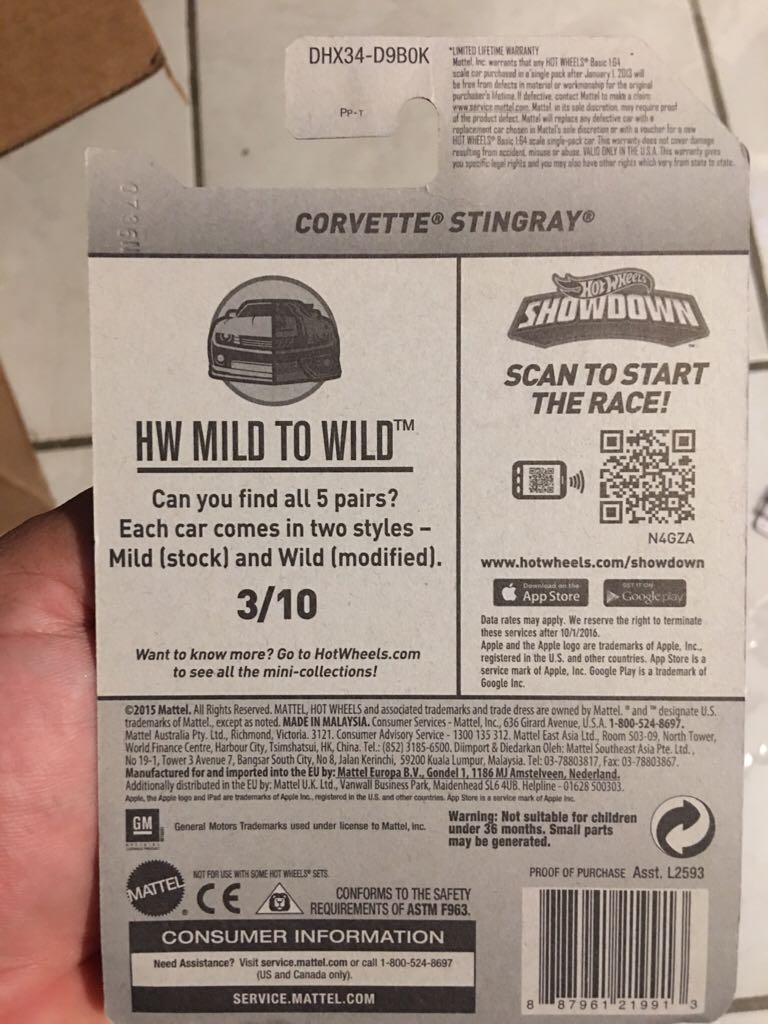 DHX34-D9B0K
PP-T
*LIMITED LIFETIME WARRANTY
Mattel, Inc. warrants that any HOT WHEELS® Basic 1:64
scale car purchased in a single pack after January 1, 2013 will
be free from defects in material or workmanship for the original
purchaser's lifetime. If defective, contact Mattel to make a claim:
www.service.mattel.com. Mattel, in its sole discretion, may require proof
of the product defect. Mattel will replace any defective car with a
replacement car chosen in Mattel's sole discretion or with a voucher for a new
HOT WHEELS® Basic 1:64 scale single-pack car. This warranty does not cover damage
resulting from accident, misuse or abuse. VALID ONLY IN THE U.S.A. This warranty gives
you specific legal rights and you may also have other rights which vary from state to state.
CORVETTE® STINGRAY®
HW MILD TO WILD™
Can you find all 5 pairs?
Each car comes in two styles –
Mild (stock) and Wild (modified).
3/10
Want to know more? Go to HotWheels.com
to see all the mini-collections!
Hot Wheels
SHOWDOWN™
SCAN TO START
THE RACE!
N4GZA
www.hotwheels.com/showdown
Download on the
App Store
GET IT ON
Google play
Data rates may apply. We reserve the right to terminate
these services after 10/1/2016.
Apple and the Apple logo are trademarks of Apple, Inc.,
registered in the U.S. and other countries. App Store is a
service mark of Apple, Inc. Google Play is a trademark of
Google Inc.
©2015 Mattel. All Rights Reserved. MATTEL, HOT WHEELS and associated trademarks and trade dress are owned by Mattel. ® and ™ designate U.S.
trademarks of Mattel., except as noted. MADE IN MALAYSIA. Consumer Services - Mattel, Inc., 636 Girard Avenue, U.S.A. 1-800-524-8697.
Mattel Australia Pty. Ltd., Richmond, Victoria. 3121. Consumer Advisory Service - 1300 135 312. Mattel East Asia Ltd., Room 503-09, North Tower,
World Finance Centre, Harbour City, Tsimshatsui, HK, China. Tel.: (852) 3185-6500. Diimport & Diedarkan Oleh: Mattel Southeast Asia Pte. Ltd.,
No 19-1, Tower 3 Avenue 7, Bangsar South City, No 8, Jalan Kerinchi, 59200 Kuala Lumpur, Malaysia. Tel: 03-78803817, Fax: 03-78803867.
Manufactured for and imported into the EU by: Mattel Europa B.V., Gondel 1, 1186 MJ Amstelveen, Nederland.
Additionally distributed in the EU by: Mattel U.K. Ltd., Vanwall Business Park, Maidenhead SL6 4UB. Helpline - 01628 500303.
Apple, the Apple logo and iPad are trademarks of Apple Inc., registered in the U.S. and other countries. App Store is a service mark of Apple Inc.
GM
General Motors Trademarks used under license to Mattel, Inc.
Warning: Not suitable for children
under 36 months. Small parts
may be generated.
MATTEL®
NOT FOR USE WITH SOME HOT WHEELS® SETS.
CE
CONFORMS TO THE SAFETY
REQUIREMENTS OF ASTM F963.
PROOF OF PURCHASE Asst. L2593
CONSUMER INFORMATION
Need Assistance? Visit service.mattel.com or call 1-800-524-8697
(US and Canada only).
SERVICE.MATTEL.COM
8 87961 21991 3